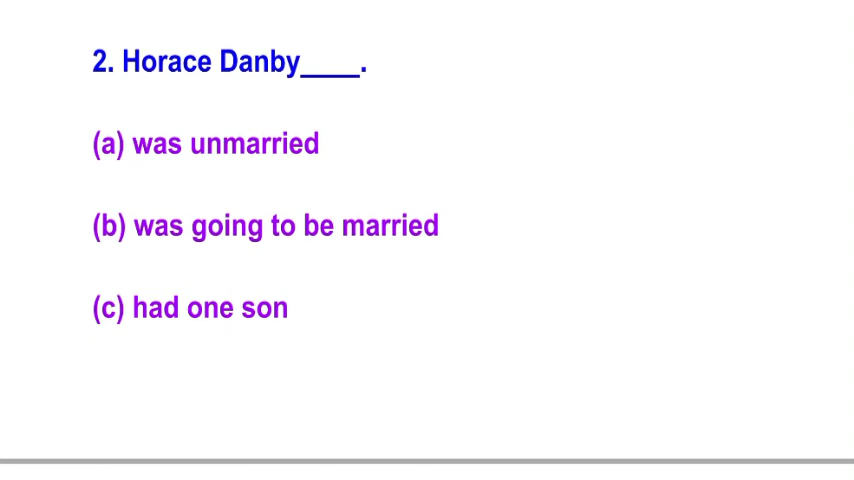 2. Horace Danby____.
(a) was unmarried
(b) was going to be married
(c) had one son